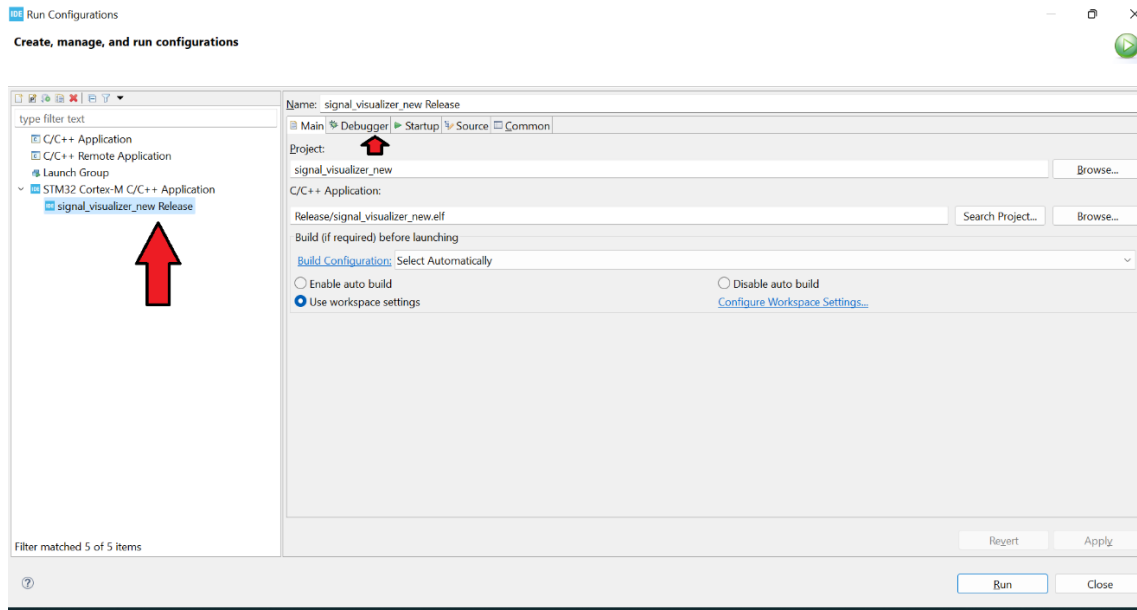 IDE Run Configurations
Create, manage, and run configurations
type filter text
C/C++ Application
C/C++ Remote Application
Launch Group
IDE STM32 Cortex-M C/C++ Application
IDE signal_visualizer_new Release
Filter matched 5 of 5 items
Name: signal_visualizer_new Release
Main Debugger Startup Source Common
Project:
signal_visualizer_new Browse...
C/C++ Application:
Release/signal_visualizer_new.elf Search Project... Browse...
Build (if required) before launching
Build Configuration: Select Automatically
Enable auto build Disable auto build
Use workspace settings Configure Workspace Settings...
Revert Apply
Run Close